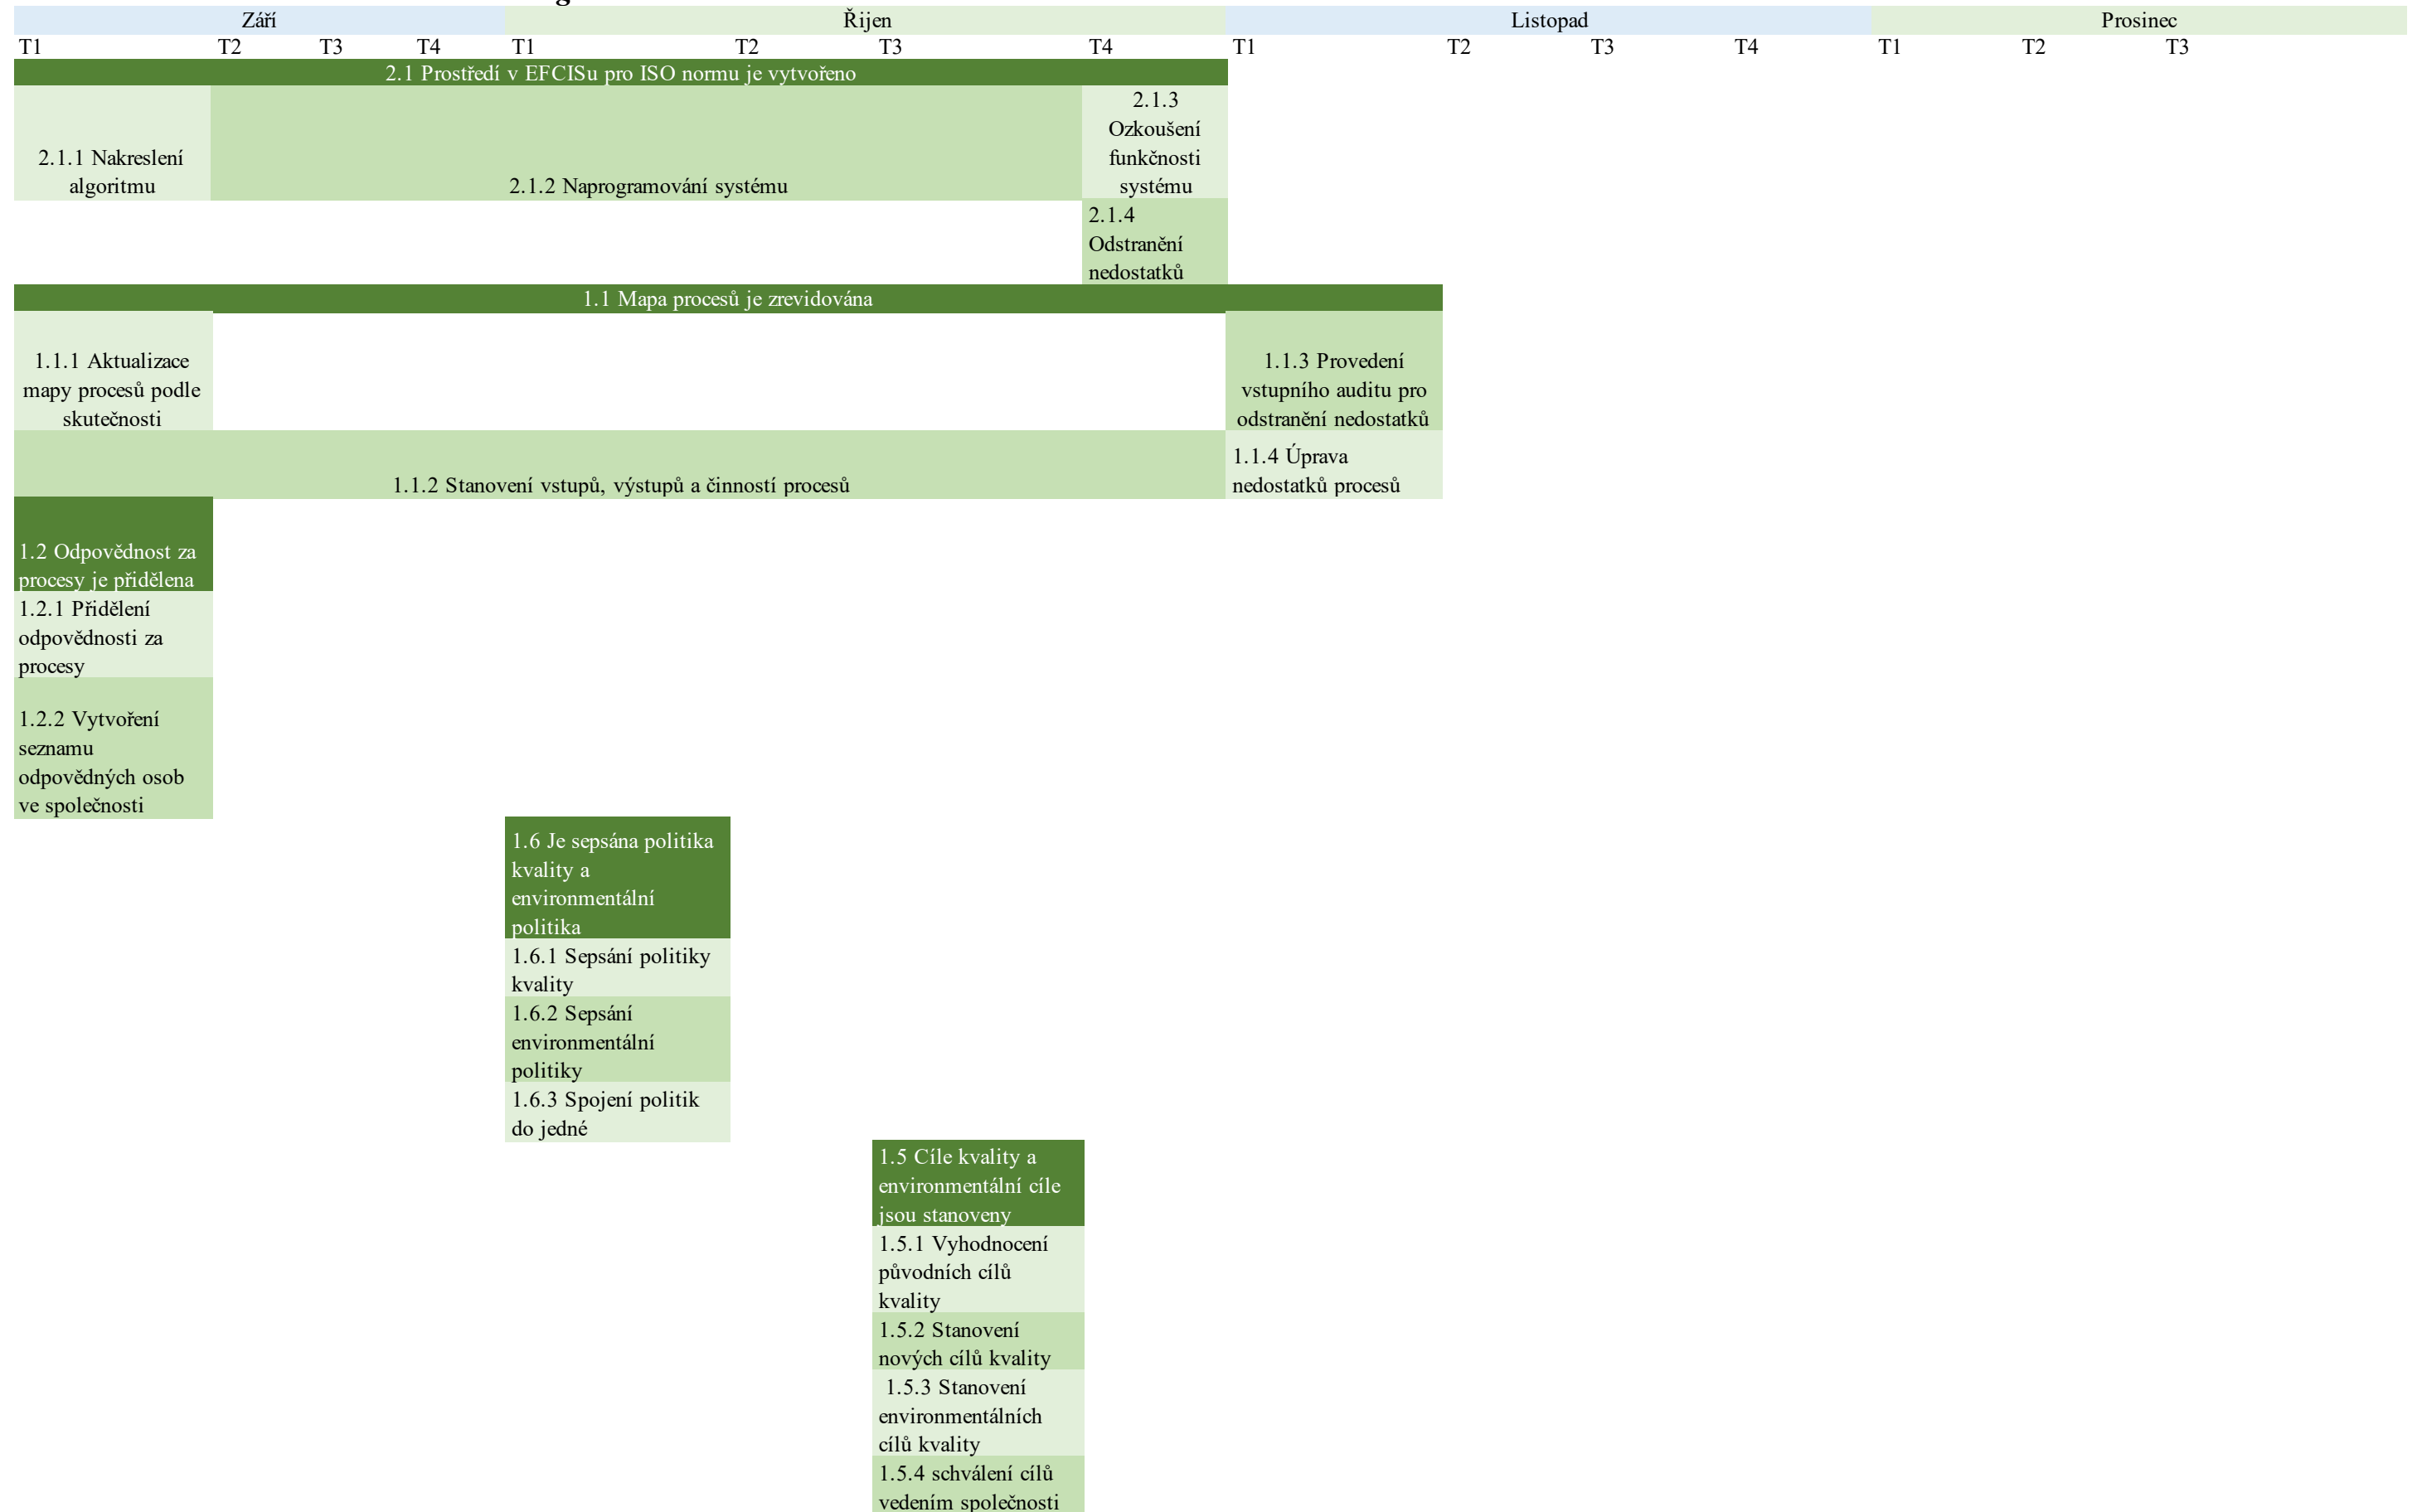 Září Řijen Listopad Prosinec
T1 T2 T3 T4 T1 T2 T3 T4 T1 T2 T3 T4 T1 T2 T3
2.1 Prostředí v EFCISu pro ISO normu je vytvořeno
2.1.1 Nakreslení
algoritmu
2.1.2 Naprogramování systému
2.1.3
Ozkoušení
funkčnosti
systému
2.1.4
Odstranění
nedostatků
1.1 Mapa procesů je zrevidována
1.1.1 Aktualizace
mapy procesů podle
skutečnosti
1.1.3 Provedení
vstupního auditu pro
odstranění nedostatků
1.1.2 Stanovení vstupů, výstupů a činností procesů
1.1.4 Úprava
nedostatků procesů
1.2 Odpovědnost za
procesy je přidělena
1.2.1 Přidělení
odpovědnosti za
procesy
1.2.2 Vytvoření
seznamu
odpovědných osob
ve společnosti
1.6 Je sepsána politika
kvality a
environmentální
politika
1.6.1 Sepsání politiky
kvality
1.6.2 Sepsání
environmentální
politiky
1.6.3 Spojení politik
do jedné
1.5 Cíle kvality a
environmentální cíle
jsou stanoveny
1.5.1 Vyhodnocení
původních cílů
kvality
1.5.2 Stanovení
nových cílů kvality
1.5.3 Stanovení
environmentálních
cílů kvality
1.5.4 schválení cílů
vedením společnosti